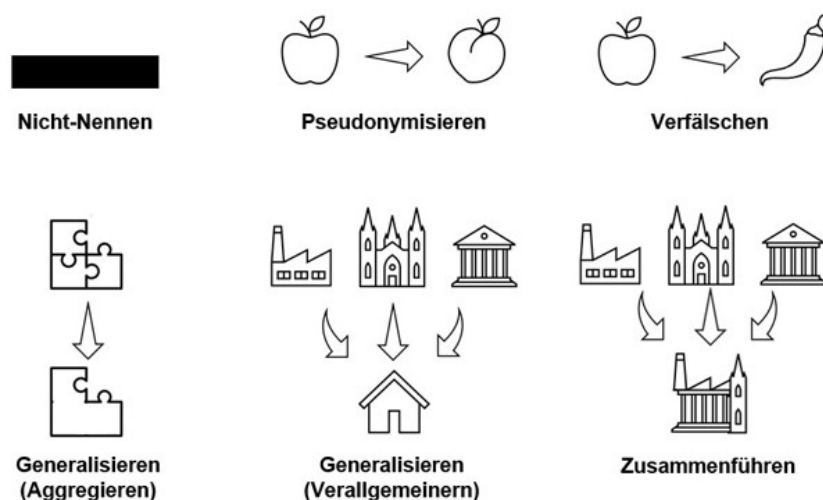 Nicht-Nennen
Pseudonymisieren
Verfälschen
Generalisieren
(Aggregieren)
Generalisieren
(Verallgemeinern)
Zusammenführen